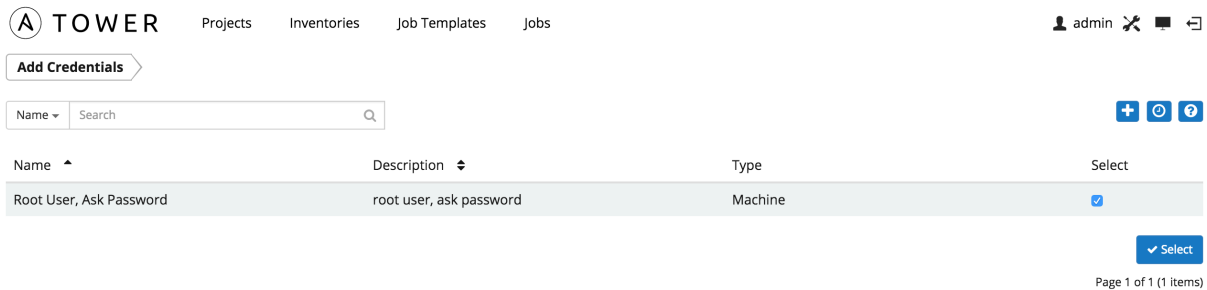 A TOWER Projects Inventories Job Templates Jobs admin
Add Credentials
Name Search
Name Description Type Select
Root User, Ask Password root user, ask password Machine
Select
Page 1 of 1 (1 items)